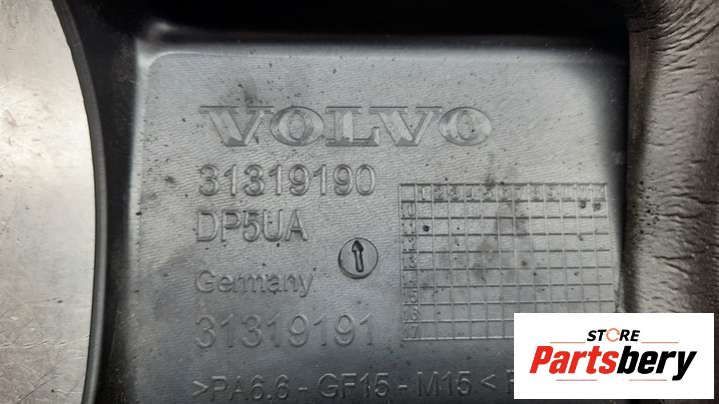 VOLVO
31319190
DP5UA
Germany
31319191
>PA6.6 - GF15 - M15<
STORE
Partsbery